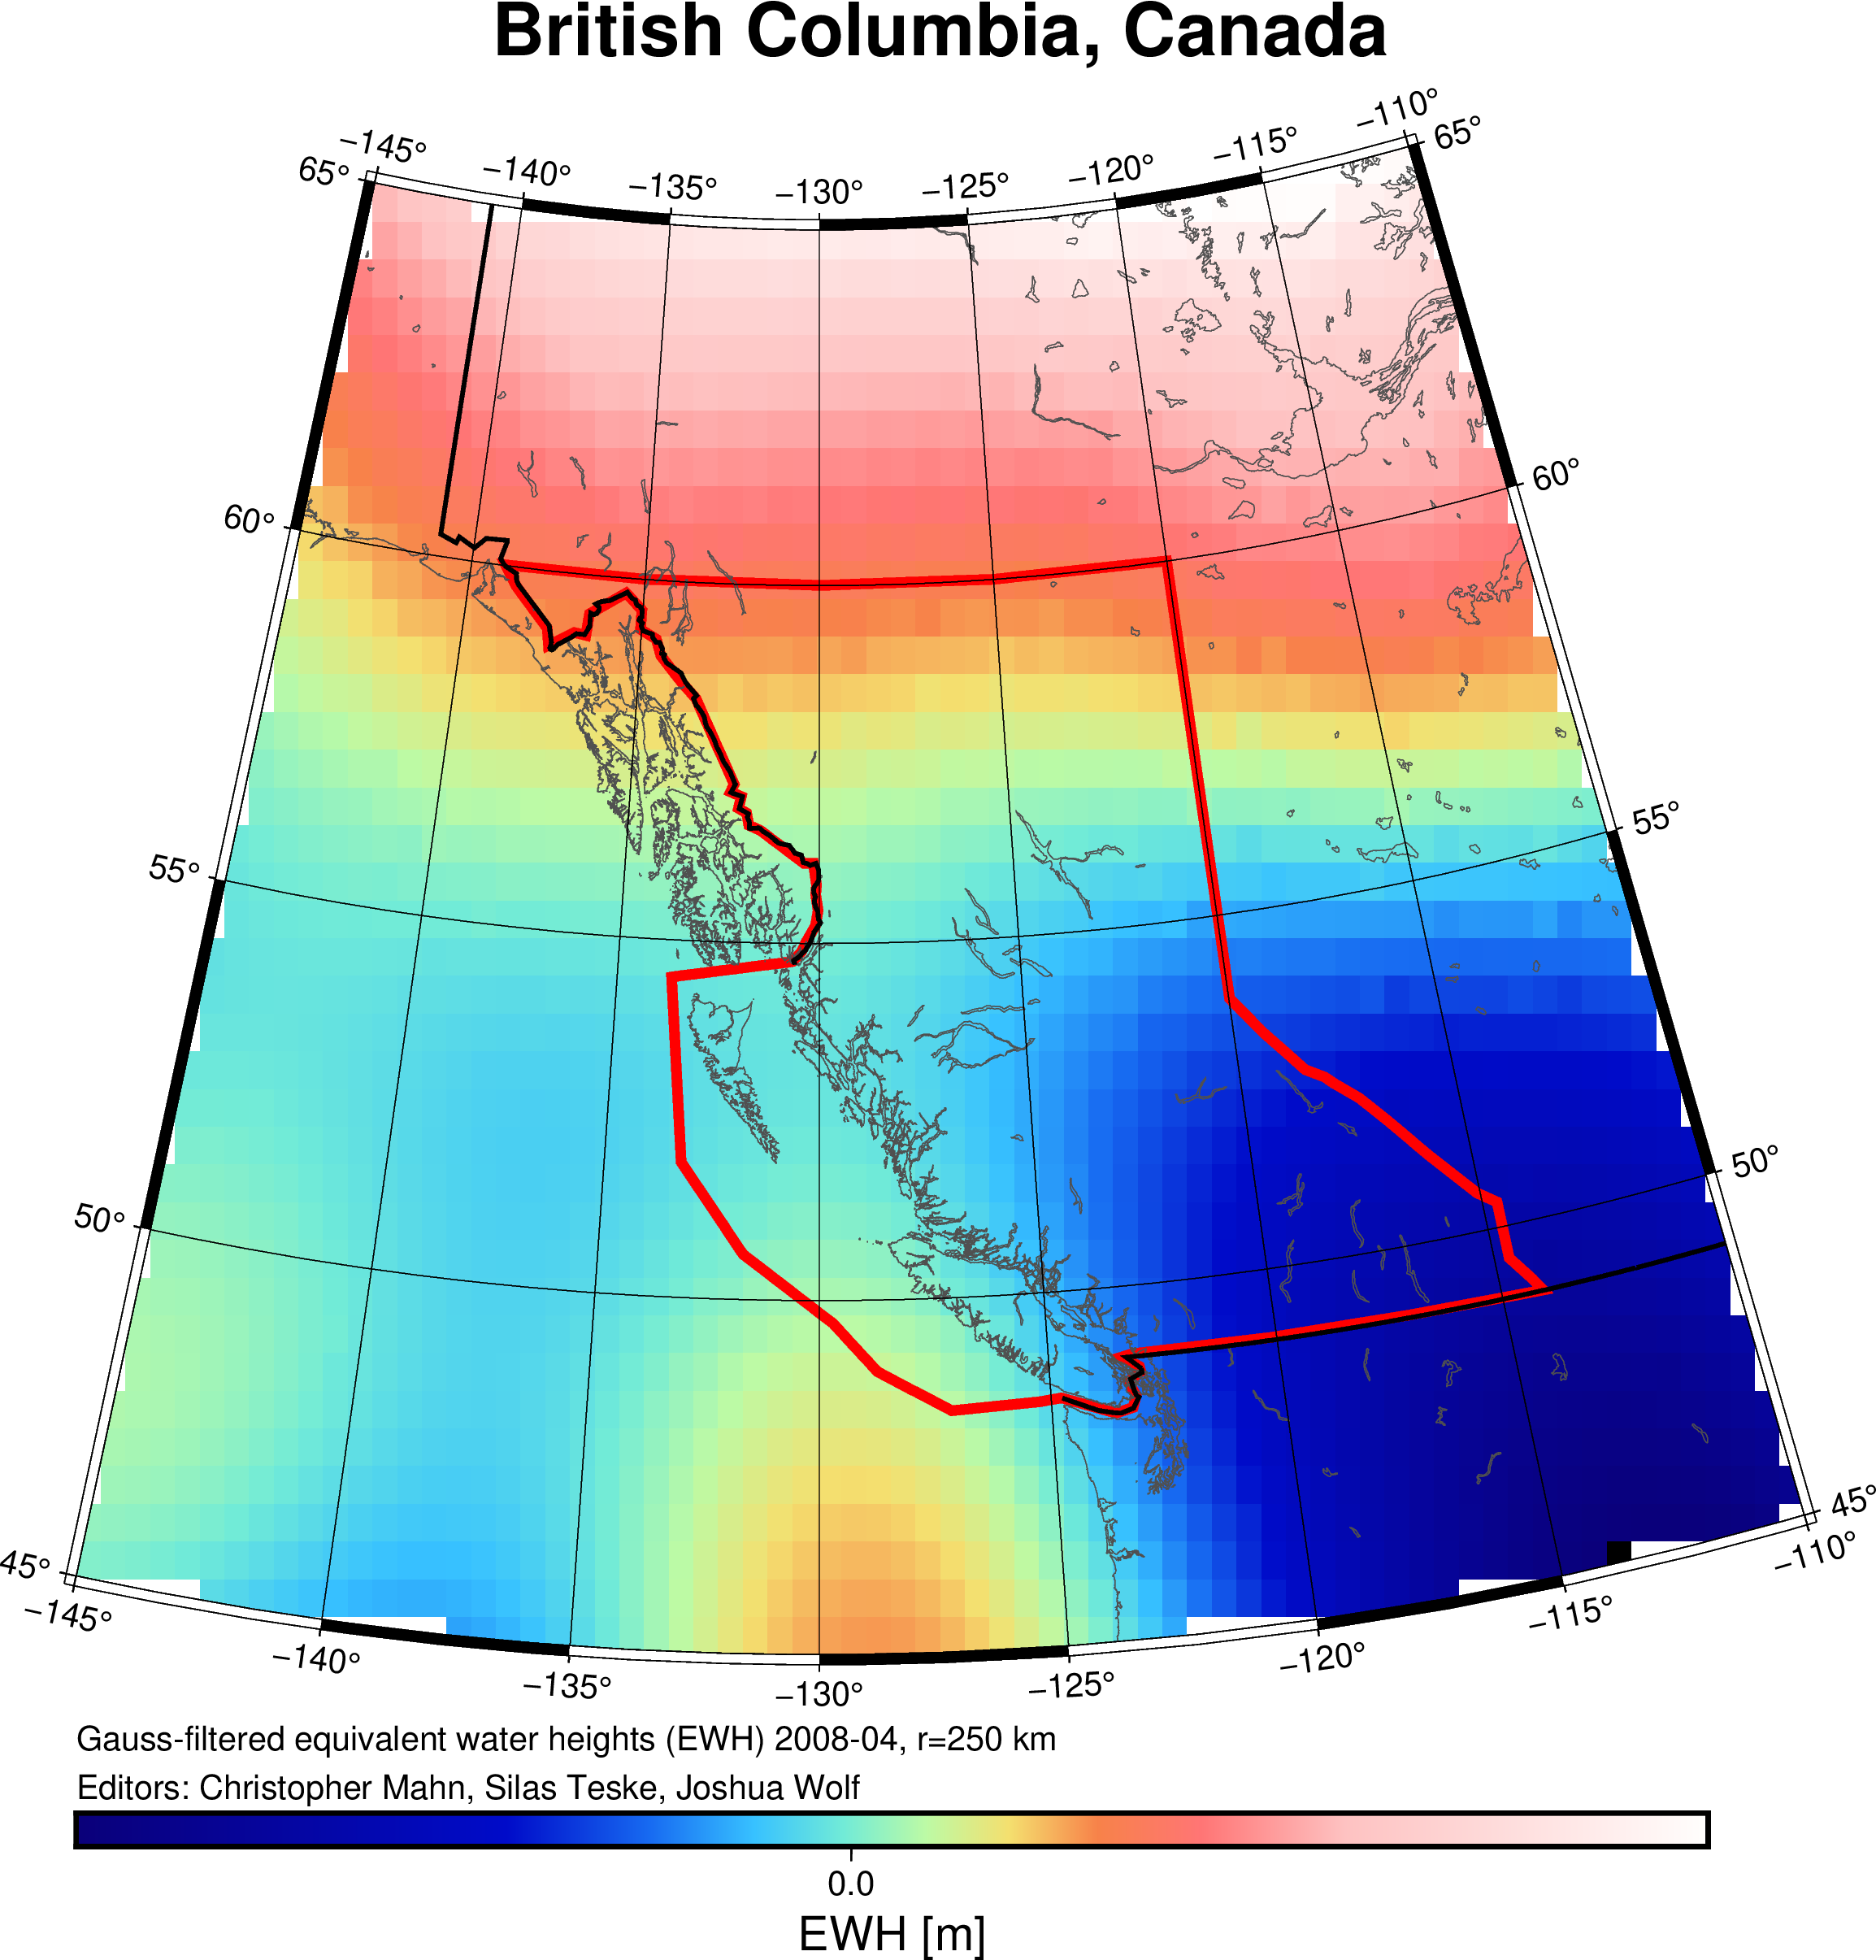 British Columbia, Canada
−145° −140° −135° −130° −125° −120° −115° −110°
65° 65°
60° 60°
55° 55°
50° 50°
45° 45°
−145° −140° −135° −130° −125° −120° −115° −110°
Gauss-filtered equivalent water heights (EWH) 2008-04, r=250 km
Editors: Christopher Mahn, Silas Teske, Joshua Wolf
0.0
EWH [m]